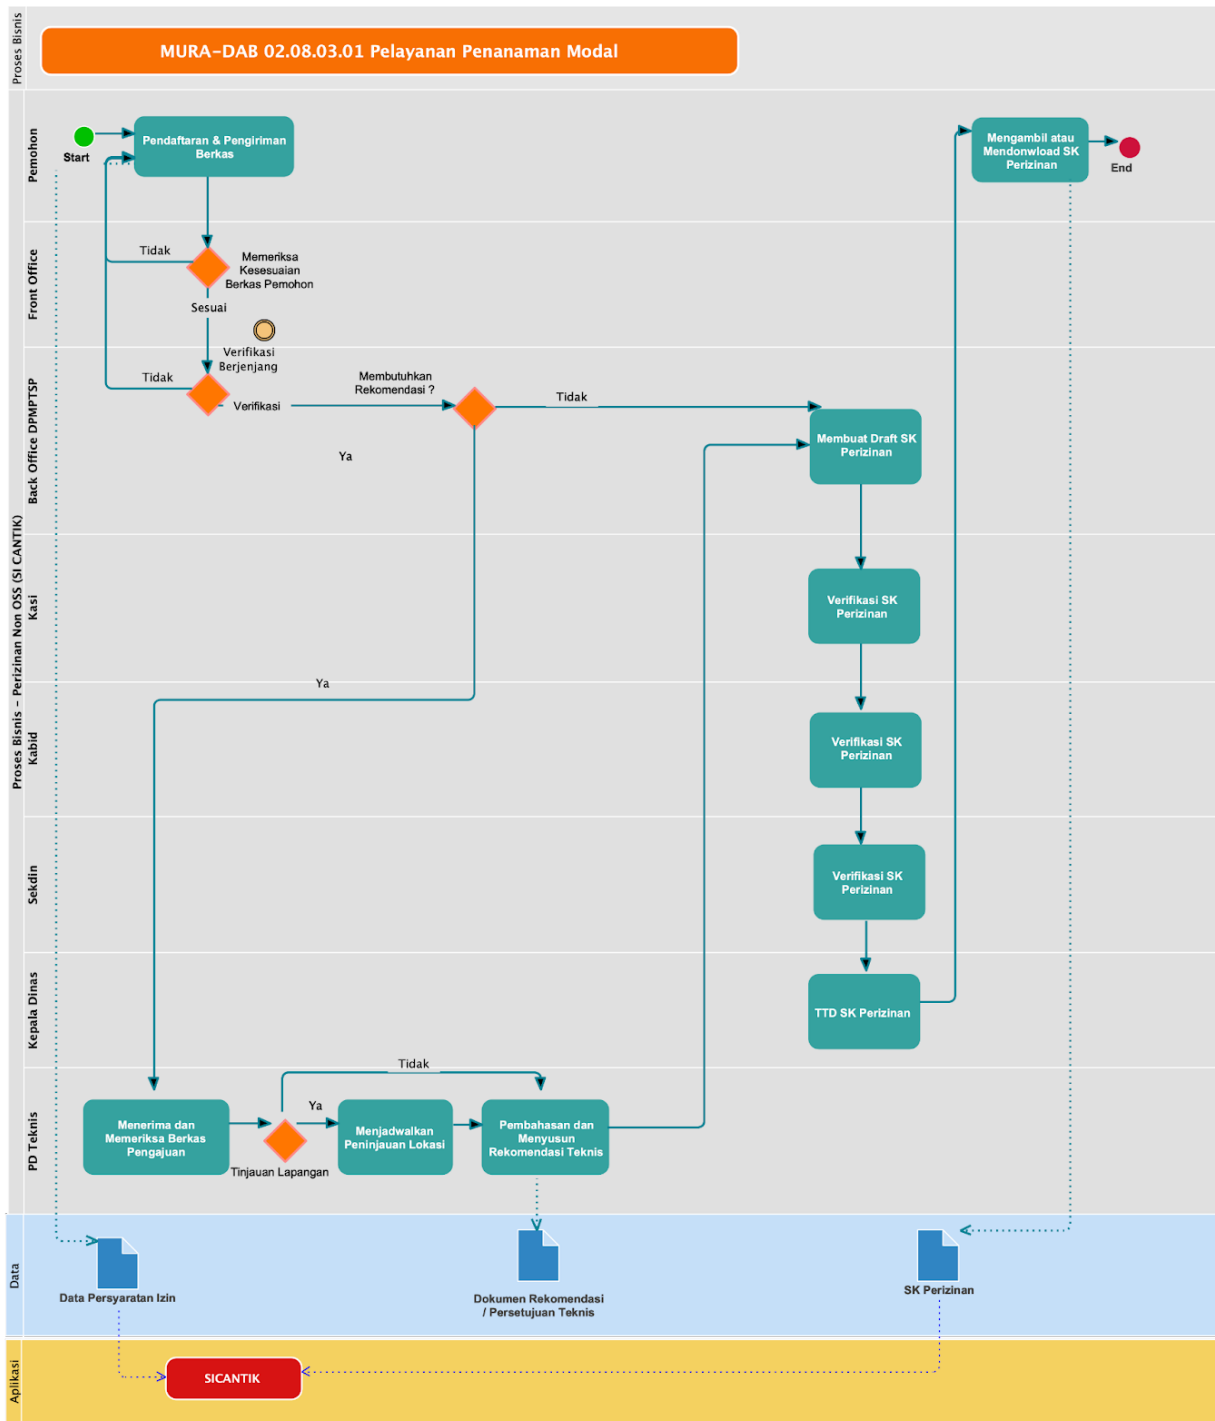 Proses Bisnis
MURA-DAB 02.08.03.01 Pelayanan Penanaman Modal
Proses Bisnis - Perizinan Non OSS (SI CANTIK)
Pemohon
Start
Pendaftaran & Pengiriman
Berkas
Mengambil atau
Mendonwload SK
Perizinan
End
Front Office
Tidak
Memeriksa
Kesesuaian
Berkas Pemohon
Sesuai
Verifikasi
Berjenjang
Back Office DPMPTSP
Tidak
Verifikasi
Membutuhkan
Rekomendasi ?
Tidak
Ya
Membuat Draft SK
Perizinan
Kasi
Verifikasi SK
Perizinan
Ya
Kabid
Verifikasi SK
Perizinan
Sekdin
Verifikasi SK
Perizinan
Kepala Dinas
TTD SK Perizinan
Tidak
PD Teknis
Menerima dan
Memeriksa Berkas
Pengajuan
Ya
Tinjauan Lapangan
Menjadwalkan
Peninjauan Lokasi
Pembahasan dan
Menyusun
Rekomendasi Teknis
Data
Data Persyaratan Izin
Dokumen Rekomendasi
/ Persetujuan Teknis
SK Perizinan
Aplikasi
SICANTIK